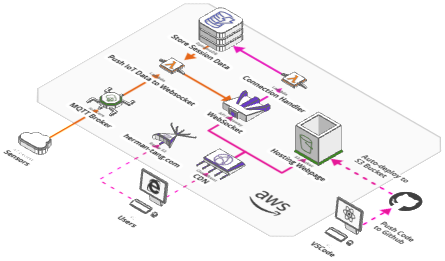 Store Session Data
Push IoT Data to Websocket
Connection Handler
MQTT Broker
WebSocket
Sensors
herman-tang.com
Hosting Webpage
Auto-deploy to
S3 Bucket
CDN
aws
Users
Push Code
to Github
VSCode